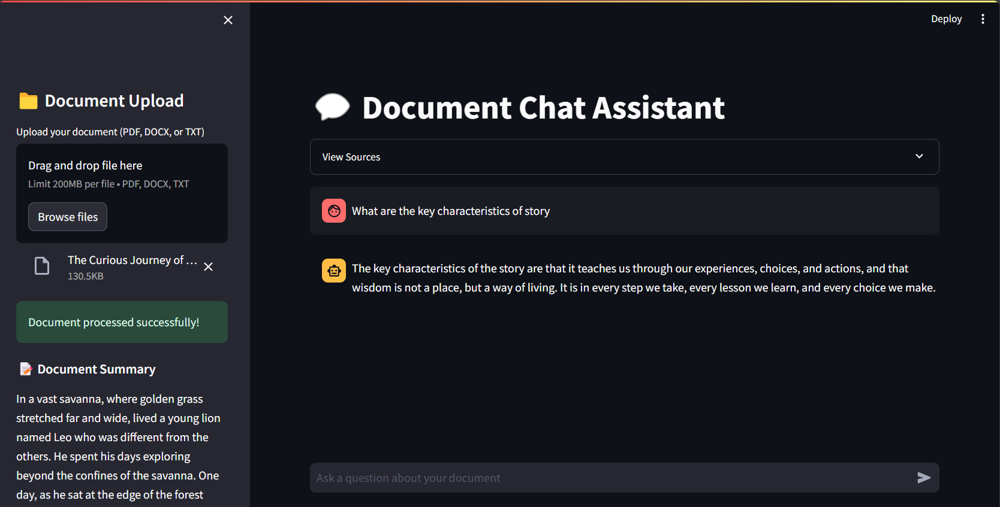 Deploy
Document Upload
Upload your document (PDF, DOCX, or TXT)
Drag and drop file here
Limit 200MB per file • PDF, DOCX, TXT
Browse files
The Curious Journey of ...
130.5KB
Document processed successfully!
Document Summary
In a vast savanna, where golden grass
stretched far and wide, lived a young lion
named Leo who was different from the
others. He spent his days exploring
beyond the confines of the savanna. One
day, as he sat at the edge of the forest
Document Chat Assistant
View Sources
What are the key characteristics of story
The key characteristics of the story are that it teaches us through our experiences, choices, and actions, and that
wisdom is not a place, but a way of living. It is in every step we take, every lesson we learn, and every choice we make.
Ask a question about your document